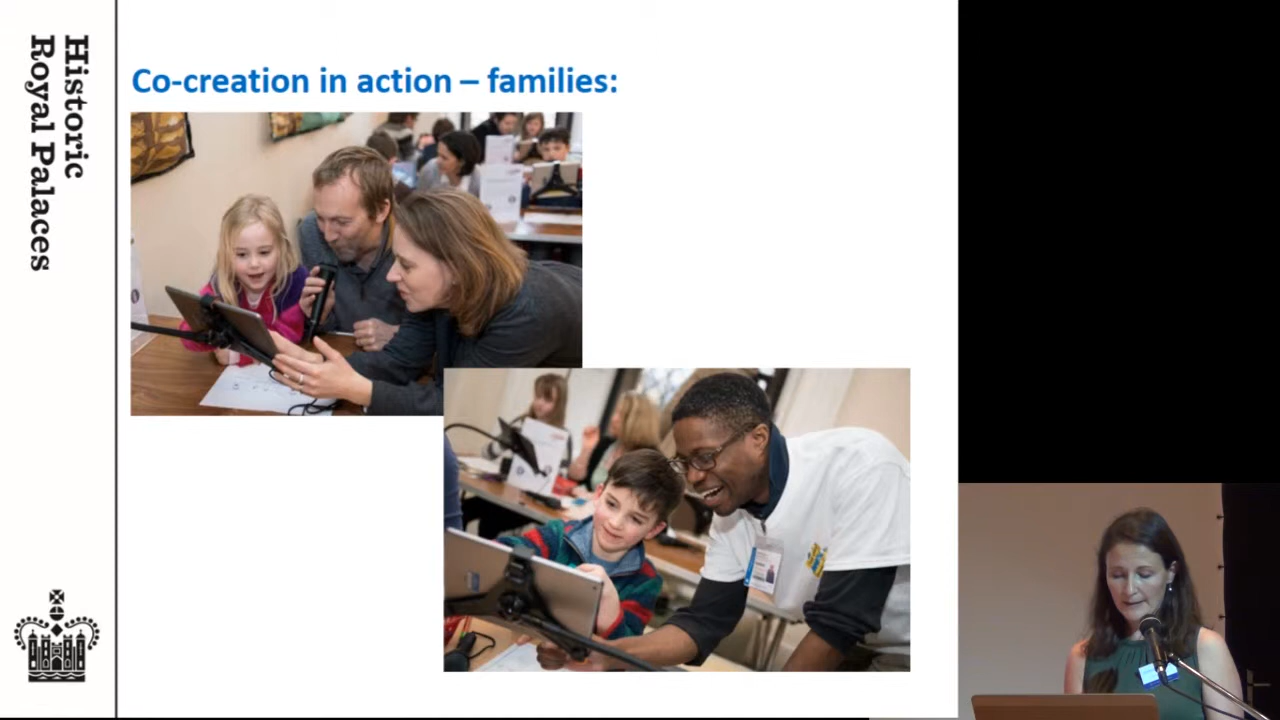 Historic
Royal Palaces
Co-creation in action – families: